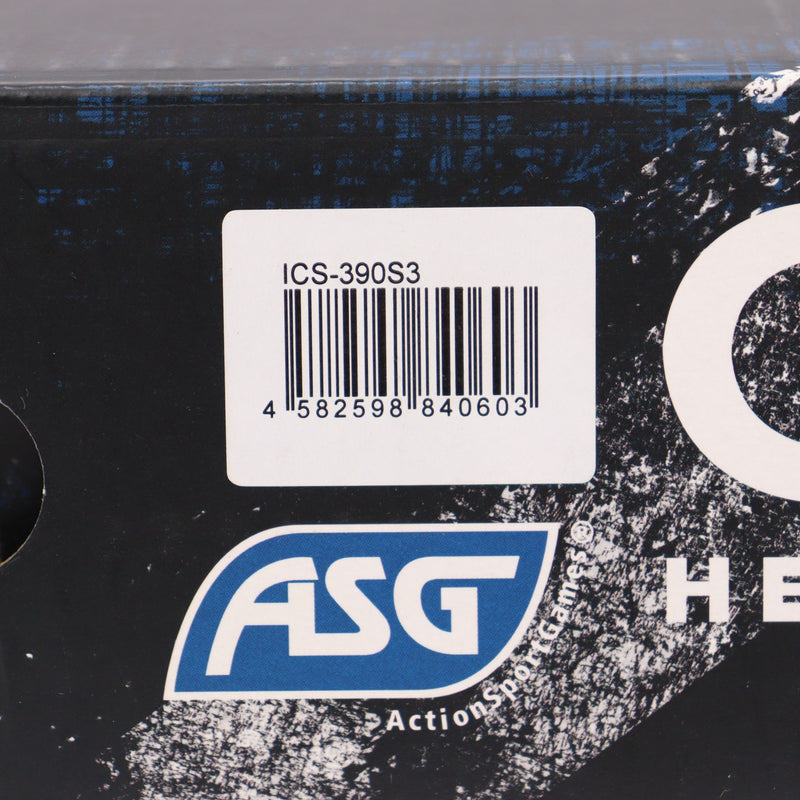 ICS-390S3
4 582598 840603
ASG
ActionSportGames®
HE